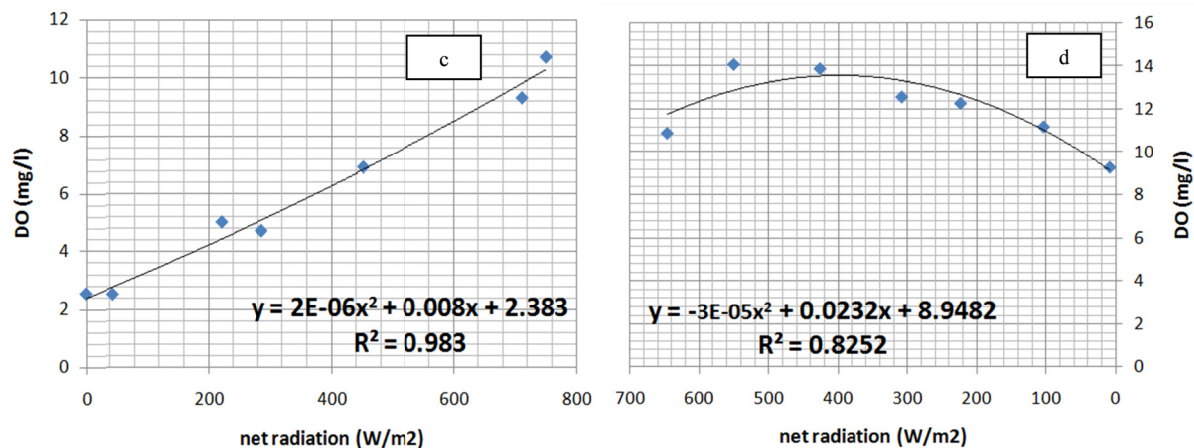 c
12
10
8
6
4
2
0
DO (mg/l)
y = 2E-06x² + 0.008x + 2.383
R² = 0.983
0 200 400 600 800
net radiation (W/m2)
d
16
14
12
10
8
6
4
2
0
DO (mg/l)
y = -3E-05x² + 0.0232x + 8.9482
R² = 0.8252
700 600 500 400 300 200 100 0
net radiation (W/m2)